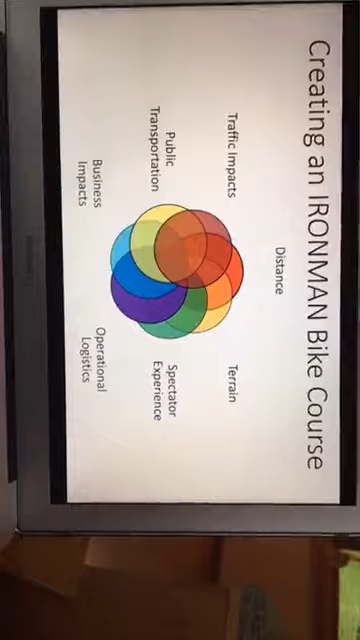 Creating an IRONMAN Bike Course
Distance
Traffic Impacts
Terrain
Public
Transportation
Spectator
Experience
Business
Impacts
Operational
Logistics